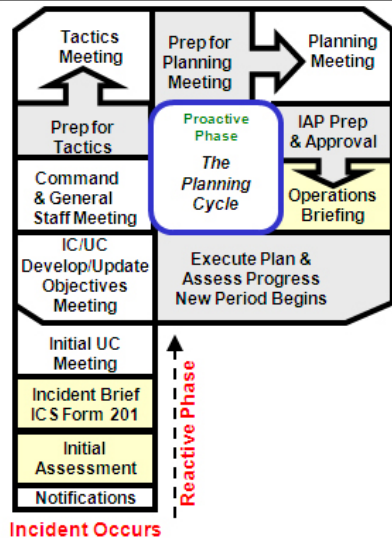 Tactics
Meeting
Prep for
Planning
Meeting
Planning
Meeting
Prep for
Tactics
Proactive
Phase
The
Planning
Cycle
IAP Prep
& Approval
Command
& General
Staff Meeting
Operations
Briefing
IC/UC
Develop/Update
Objectives
Meeting
Execute Plan &
Assess Progress
New Period Begins
Initial UC
Meeting
Incident Brief
ICS Form 201
Initial
Assessment
Notifications
Reactive Phase
Incident Occurs